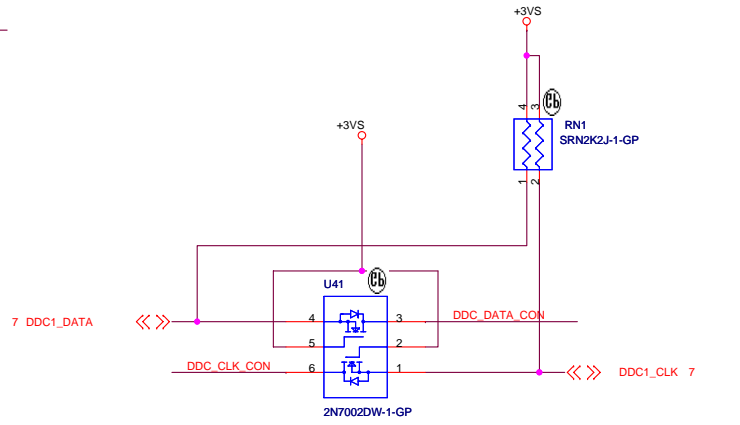 +3VS
4
3
RN1
SRN2K2J-1-GP
1
2
+3VS
U41
7 DDC1_DATA
4
3
DDC_DATA_CON
5
2
DDC_CLK_CON
6
1
DDC1_CLK 7
2N7002DW-1-GP